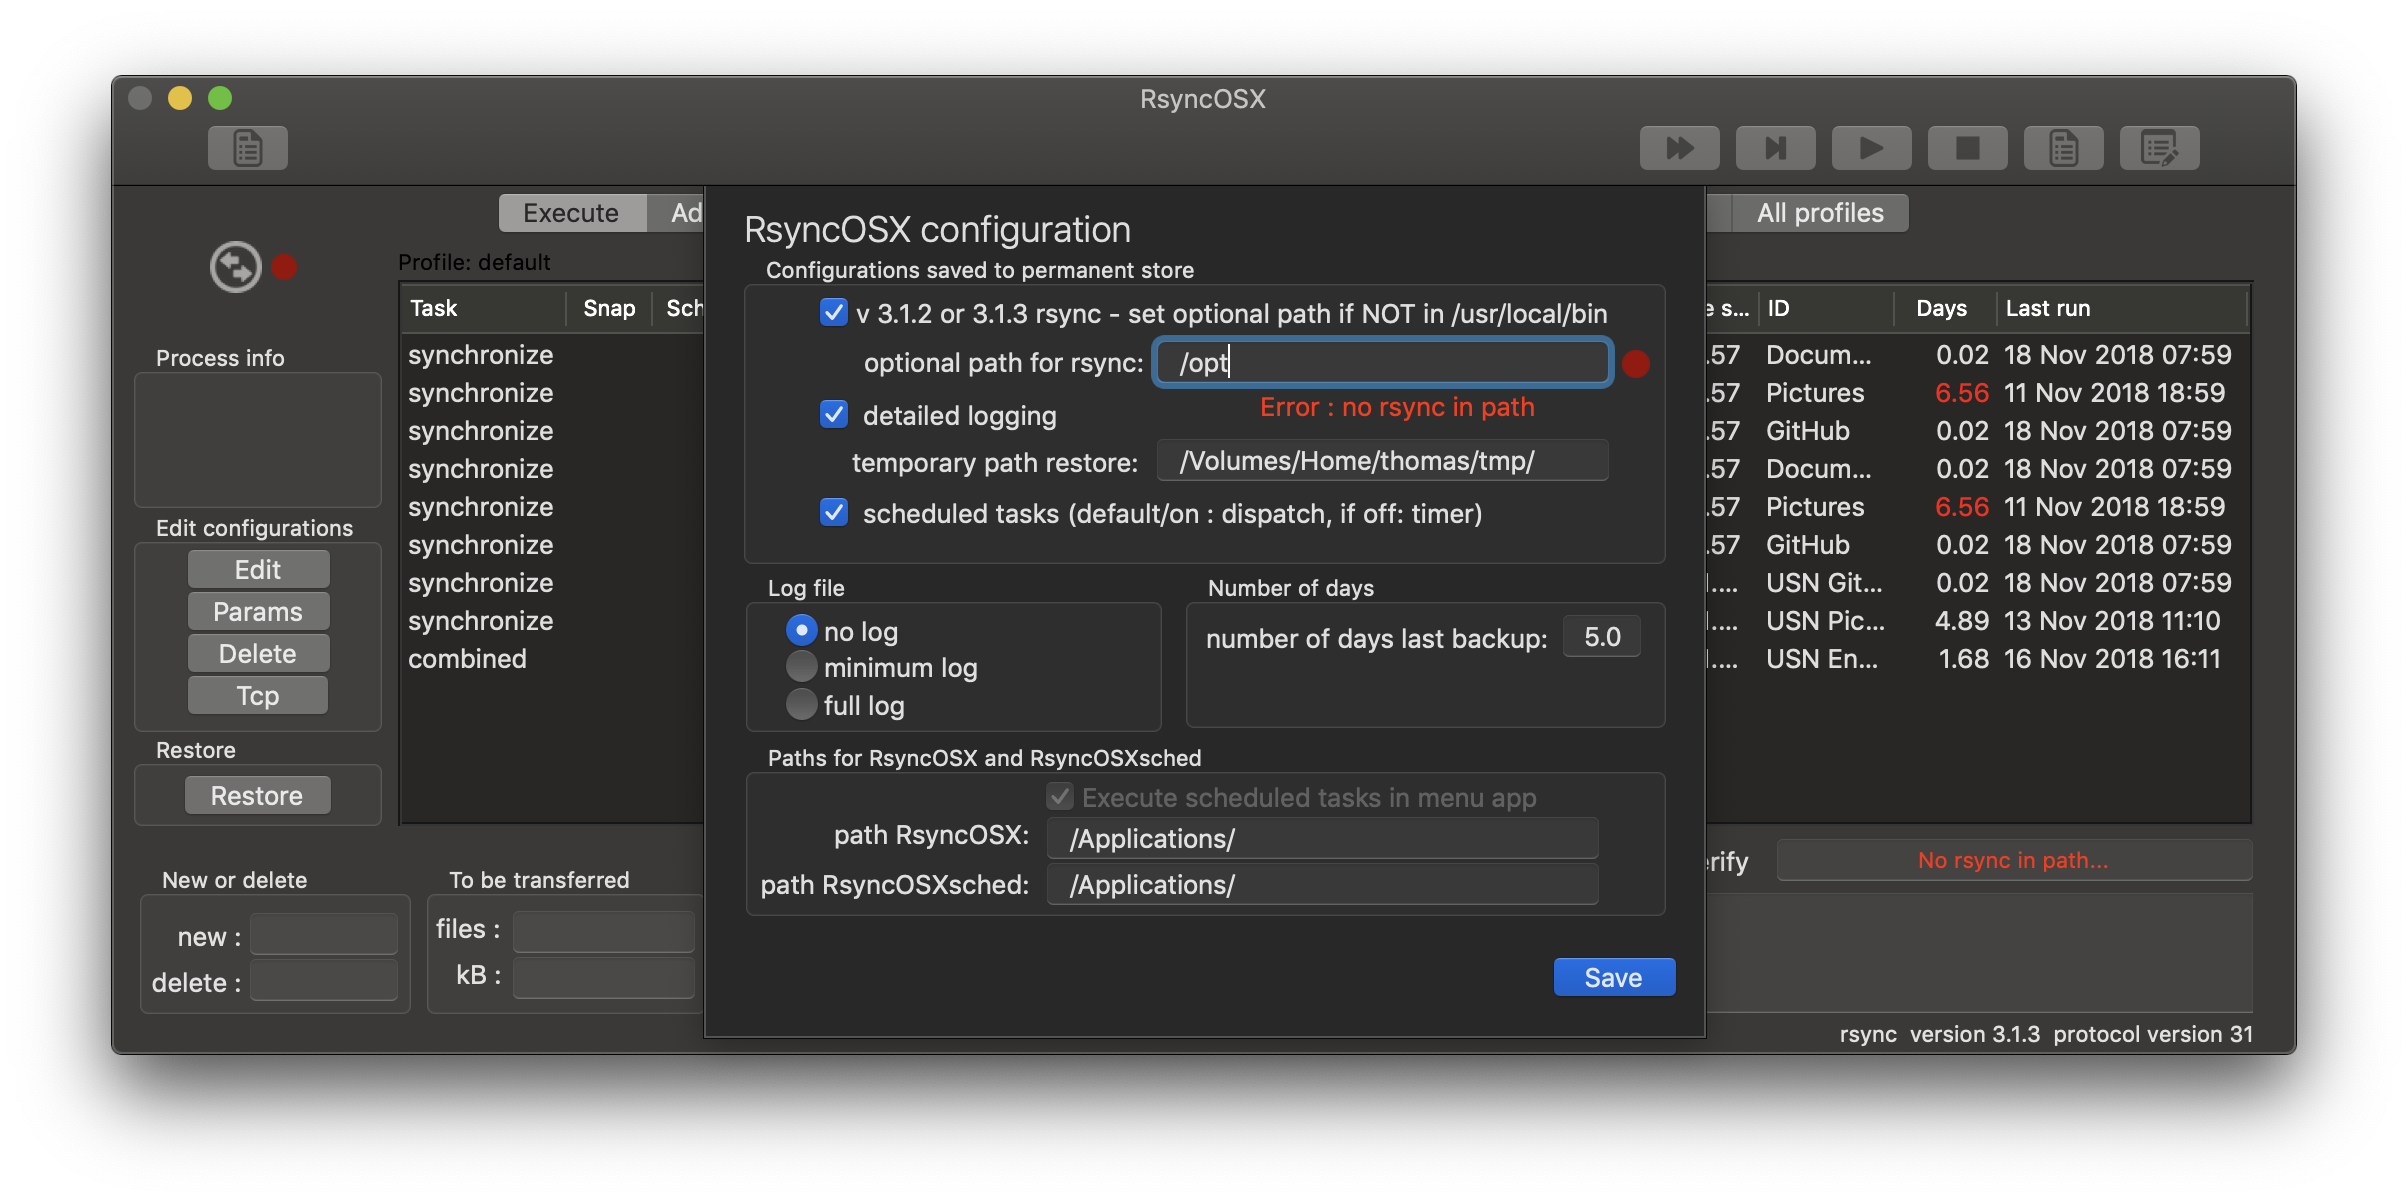 RsyncOSX
Execute
Ad
All profiles
RsyncOSX configuration
Profile: default
Configurations saved to permanent store
Task Snap Sch
e s... ID Days Last run
v 3.1.2 or 3.1.3 rsync - set optional path if NOT in /usr/local/bin
optional path for rsync: /opt
Error : no rsync in path
detailed logging
temporary path restore: /Volumes/Home/thomas/tmp/
scheduled tasks (default/on : dispatch, if off: timer)
synchronize
synchronize
synchronize
synchronize
synchronize
synchronize
synchronize
synchronize
combined
.57 Docum... 0.02 18 Nov 2018 07:59
.57 Pictures 6.56 11 Nov 2018 18:59
.57 GitHub 0.02 18 Nov 2018 07:59
.57 Docum... 0.02 18 Nov 2018 07:59
.57 Pictures 6.56 11 Nov 2018 18:59
.57 GitHub 0.02 18 Nov 2018 07:59
.... USN Git... 0.02 18 Nov 2018 07:59
.... USN Pic... 4.89 13 Nov 2018 11:10
.... USN En... 1.68 16 Nov 2018 16:11
Process info
Edit configurations
Edit
Params
Delete
Tcp
Restore
Restore
Log file
no log
minimum log
full log
Number of days
number of days last backup: 5.0
Paths for RsyncOSX and RsyncOSXsched
Execute scheduled tasks in menu app
path RsyncOSX: /Applications/
path RsyncOSXsched: /Applications/
Save
erify No rsync in path...
New or delete
new :
delete :
To be transferred
files :
kB :
rsync version 3.1.3 protocol version 31